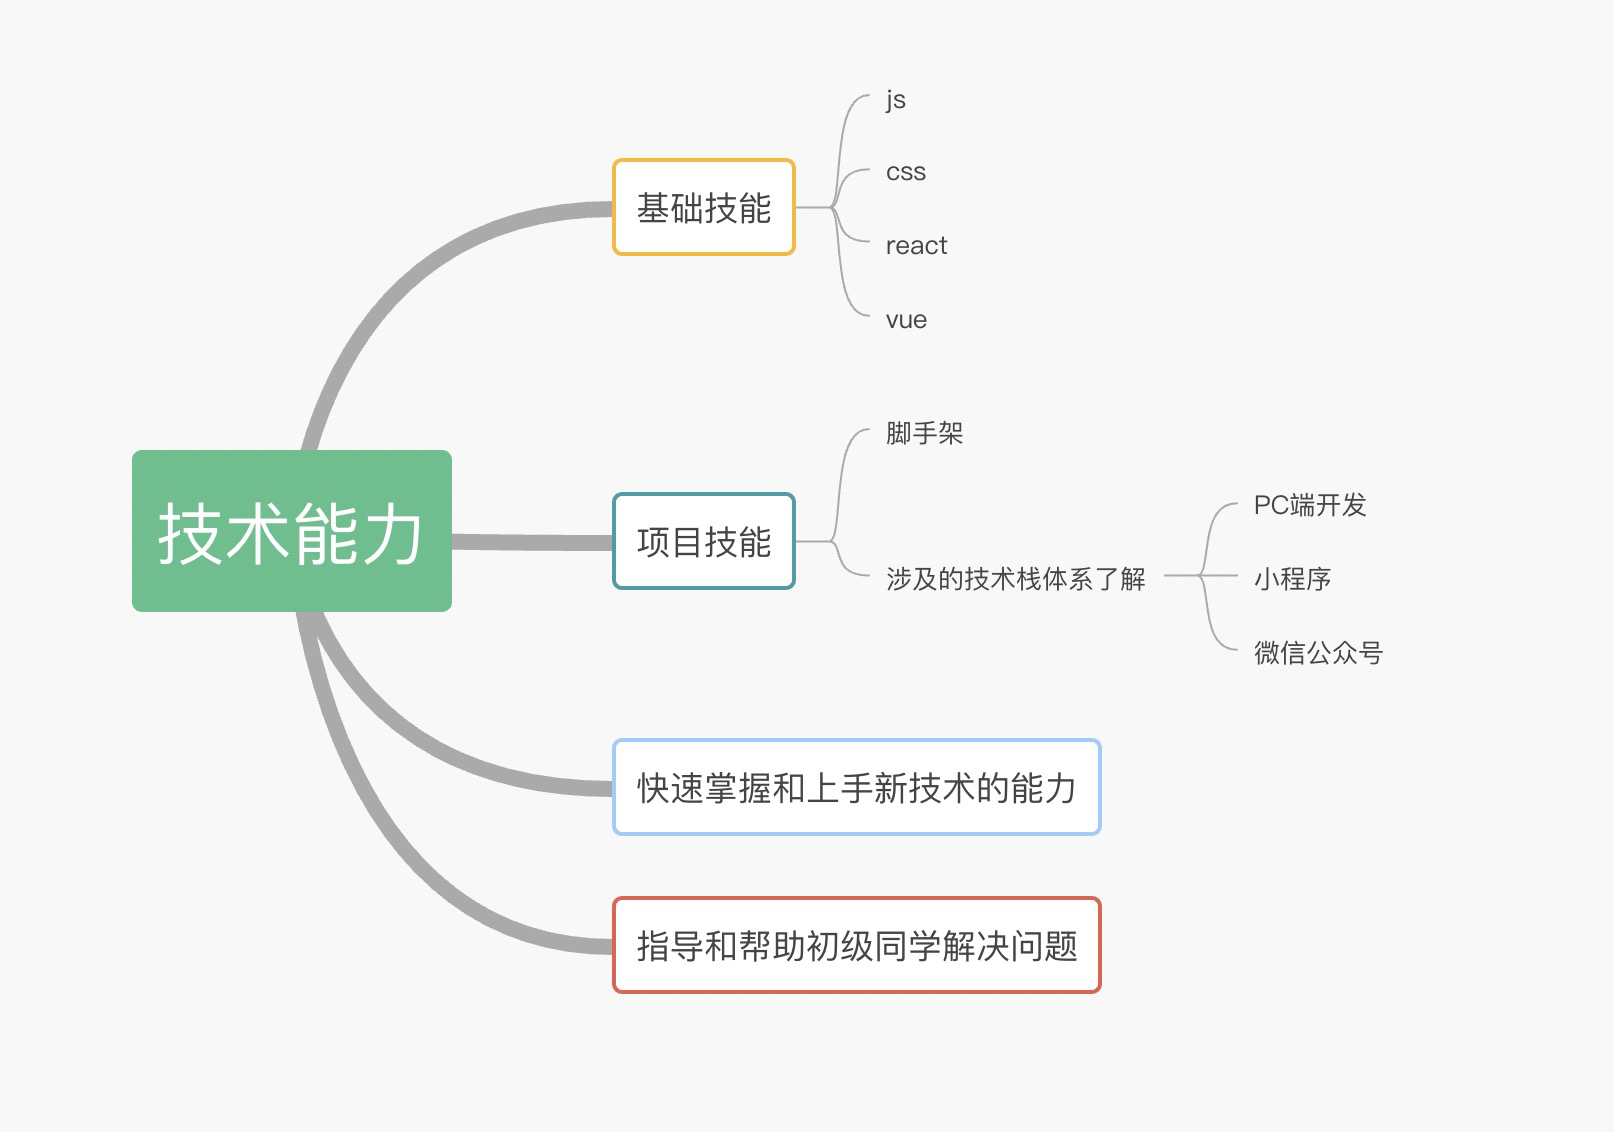 技术能力
基础技能
js
css
react
vue
项目技能
脚手架
涉及的技术栈体系了解
PC端开发
小程序
微信公众号
快速掌握和上手新技术的能力
指导和帮助初级同学解决问题